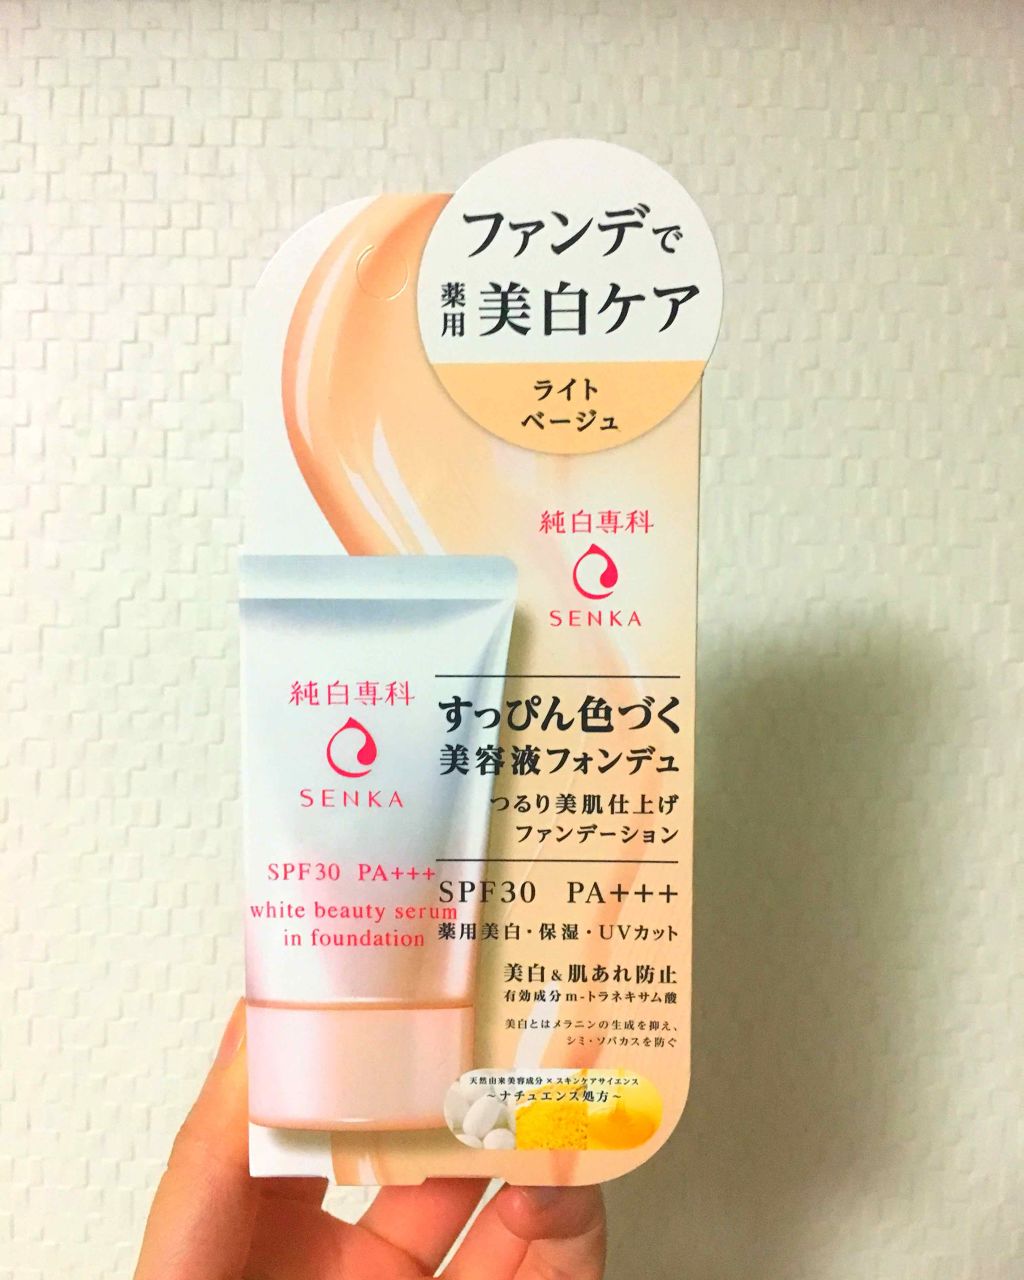 ファンデで
薬用美白ケア
ライト
ベージュ
純白専科
SENKA
純白専科
SENKA
SPF30 PA+++
white beauty serum
in foundation
すっぴん色づく
美容液フォンデュ
つるり美肌仕上げ
ファンデーション
SPF30 PA+++
薬用美白・保湿・UVカット
美白&肌あれ防止
有効成分m-トラネキサム酸
美白とはメラニンの生成を抑え、
シミ・ソバカスを防ぐ
天然由来美容成分×スキンケアサイエンス
~ナチュエンス処方~